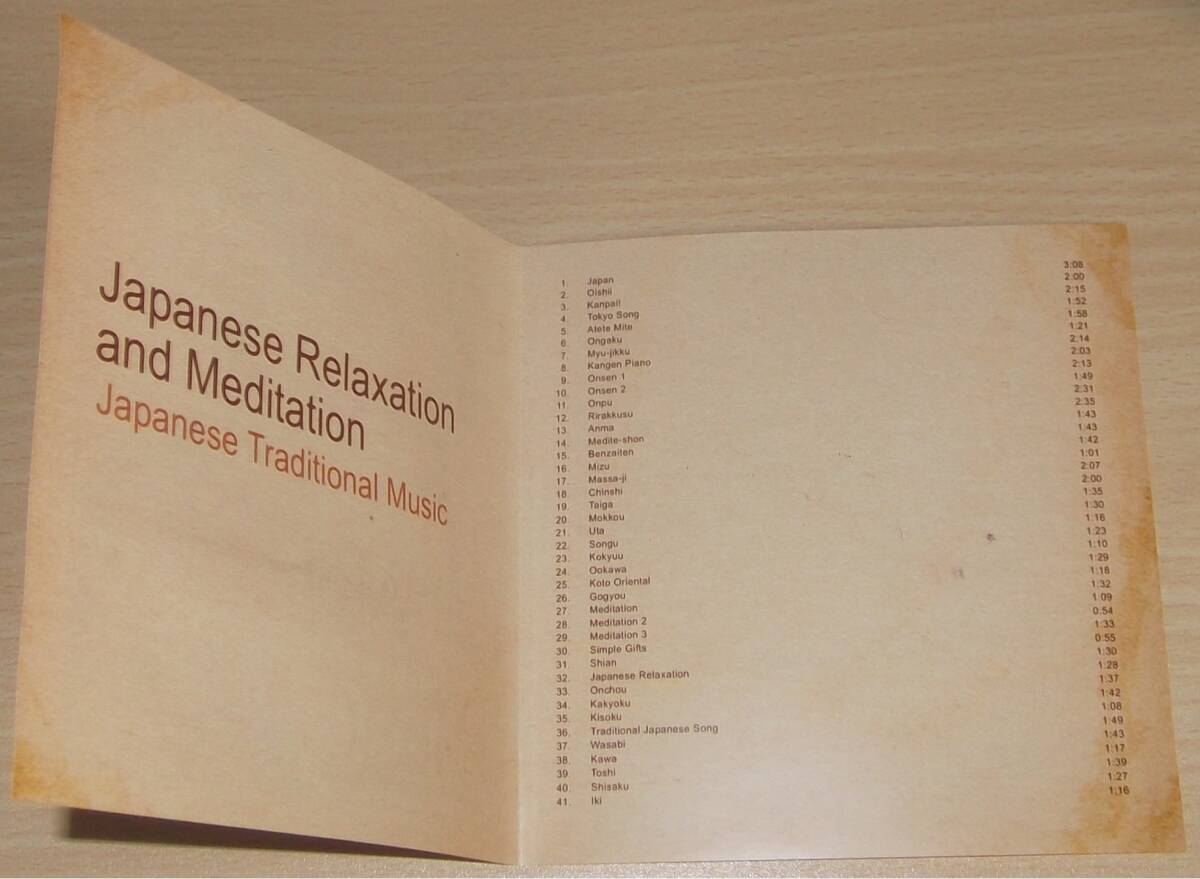 Japanese Relaxation
and Meditation
Japanese Traditional Music
1. Japan 3:08
2. Oishii 2:00
3. Kanpaii 2:15
4. Tokyo Song 1:52
5. Atete Mite 1:58
6. Ongaku 1:21
7. Myu-jikku 2:14
8. Kangen Piano 2:03
9. Onsen 1 2:13
10. Onsen 2 1:49
11. Onpu 2:31
12. Rirakkusu 2:35
13. Anma 1:43
14. Medite-shon 1:43
15. Benzaiten 1:42
16. Mizu 1:01
17. Massa-ji 2:07
18. Chinshi 2:00
19. Taiga 1:35
20. Mokkou 1:30
21. Uta 1:16
22. Songu 1:23
23. Kokyuu 1:10
24. Ookawa 1:29
25. Koto Oriental 1:18
26. Gogyou 1:32
27. Meditation 1:09
28. Meditation 2 0:54
29. Meditation 3 1:33
30. Simple Gifts 0:55
31. Shian 1:30
32. Japanese Relaxation 1:28
33. Onchou 1:37
34. Kakyoku 1:42
35. Kisoku 1:08
36. Traditional Japanese Song 1:49
37. Wasabi 1:43
38. Kawa 1:17
39. Toshi 1:39
40. Shisaku 1:27
41. Iki 1:16